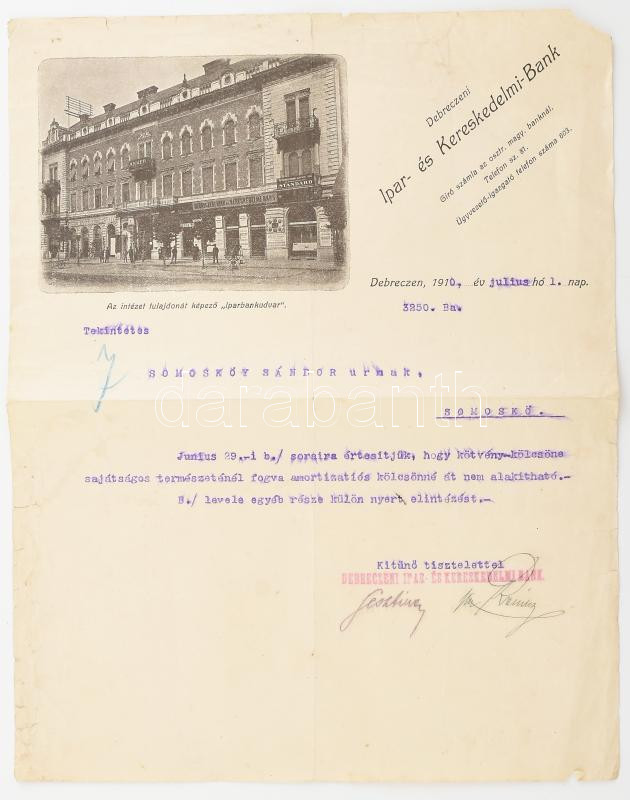 Debreczeni
Ipar- és Kereskedelmi-Bank
Giró számla az osztr. magy. banknál.
Telefon sz. 81.
Ügyvezető-igazgató telefon száma 603.
STANDARD
Az intézet tulajdonát képező „Iparbankudvar".
Debreczen, 1910. év julius hó 1. nap.
3250. Ba.
Tekintetes
7
SOMOSKÖY SÁNDOR urnak,
SOMOSKŐ.
darabanth
Junius 29.-i b./ soraira értesitjük, hogy kötvény-kölcsöne
sajátságos természeténél fogva amortizatiós kölcsönné át nem alakitható.-
B./ levele egyéb része külön nyert elintézést.-
Kitünő tisztelettel
DEBRECZENI IPAR- ÉS KERESKEDELMI BANK.